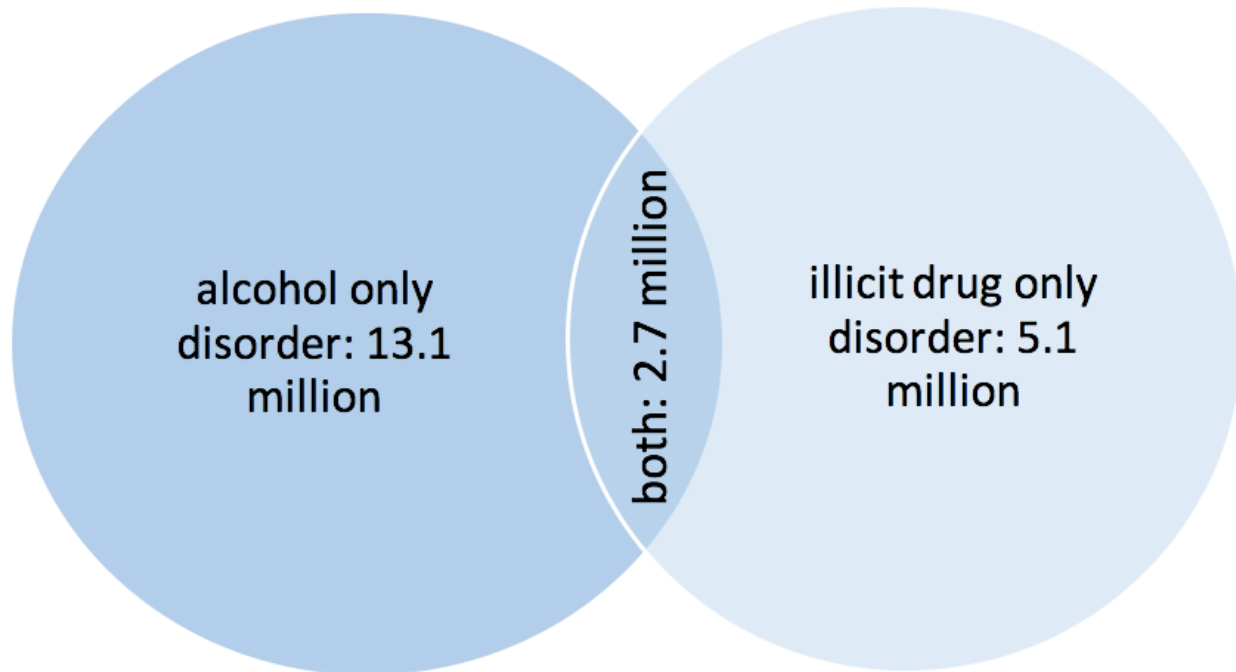 alcohol only
disorder: 13.1
million
both: 2.7 million
illicit drug only
disorder: 5.1
million